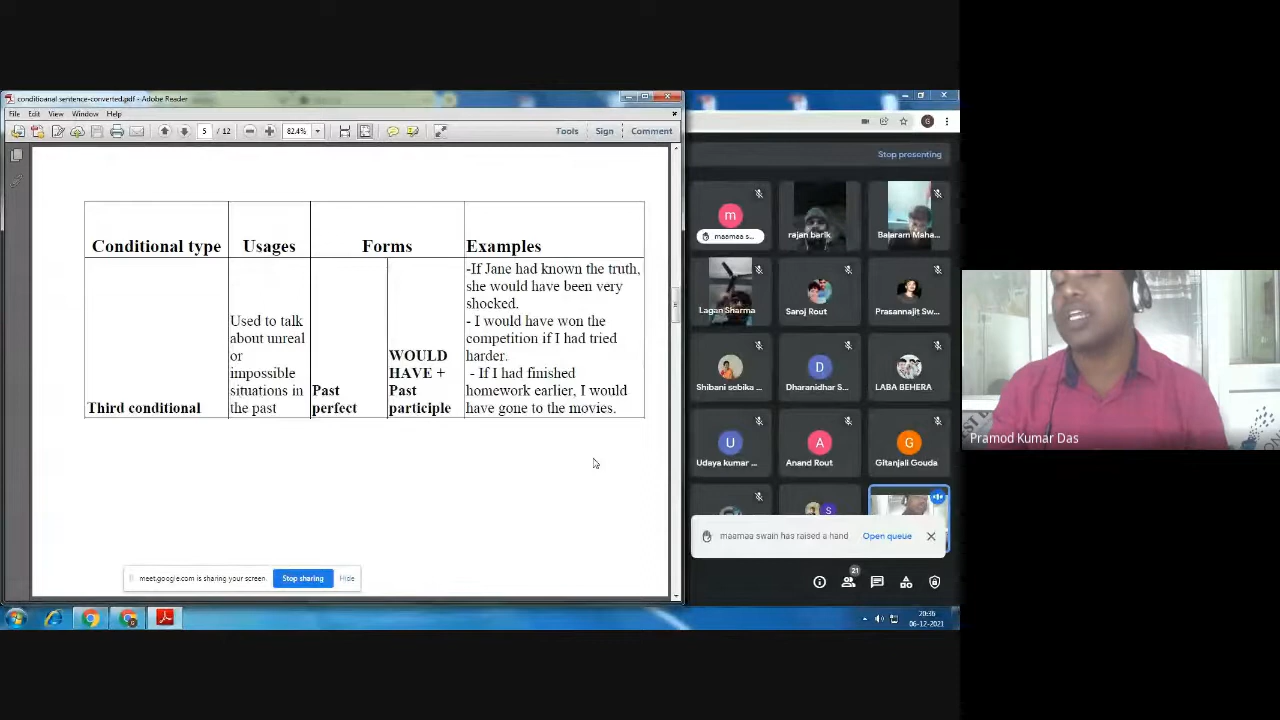 conditioanal sentence-converted.pdf - Adobe Reader
File Edit View Window Help
5 / 12
82.4%
Tools Sign Comment
Conditional type Usages Forms Examples
Third conditional
Used to talk
about unreal
or
impossible
situations in
the past
Past
perfect
WOULD
HAVE +
Past
participle
-If Jane had known the truth,
she would have been very
shocked.
- I would have won the
competition if I had tried
harder.
- If I had finished
homework earlier, I would
have gone to the movies.
meet.google.com is sharing your screen.
Stop sharing
Hide
G
Stop presenting
m
maamaa s...
rajan barik
Balaram Maha...
Lagan Sharma
Saroj Rout
Prasannajit Sw...
Shibani sebika ...
D
Dharanidhar S...
LABA BEHERA
U
Udaya kumar ...
A
Anand Rout
G
Gitanjali Gouda
S
maamaa swain has raised a hand
Open queue
21
20:36
06-12-2021
Pramod Kumar Das